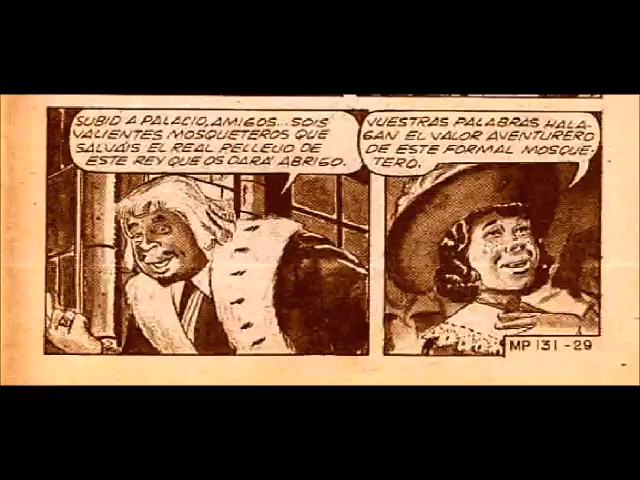 SUBID A PALACIO, AMIGOS... SOIS
VALIENTES MOSQUETEROS QUE
SALVAIS EL REAL PELLEJO DE
ESTE REY QUE OS DARÁ ABRIGO.
VUESTRAS PALABRAS HALA-
GAN EL VALOR AVENTURERO
DE ESTE FORMAL MOSQUE-
TERO.
MP 131-29